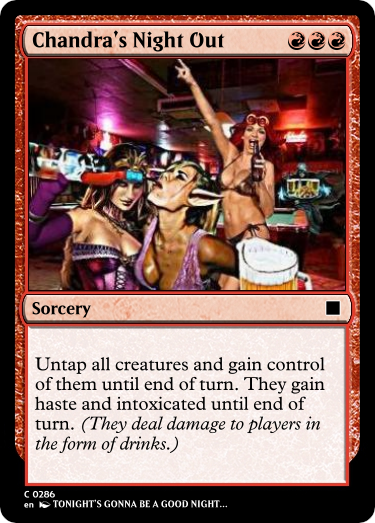 Chandra's Night Out
Sorcery
Untap all creatures and gain control
of them until end of turn. They gain
haste and intoxicated until end of
turn. (They deal damage to players in
the form of drinks.)
C 0286
en TONIGHT'S GONNA BE A GOOD NIGHT...